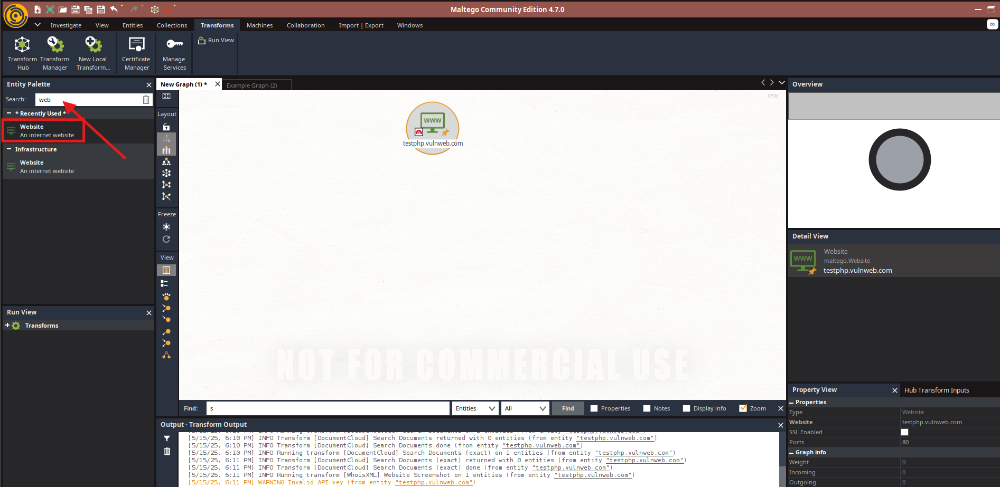 Maltego Community Edition 4.7.0
Investigate View Entities Collections Transforms Machines Collaboration Import | Export Windows
Transform Hub
Transform Manager
New Local Transform...
Certificate Manager
Manage Services
Run View
Entity Palette
Search: web
* Recently Used *
Website
An internet website
Infrastructure
Website
An internet website
Run View
Transforms
New Graph (1) *
Example Graph (2)
Layout
Freeze
View
95%
WWW
testphp.vulnweb.com
NOT FOR COMMERCIAL USE
Find: s Entities All Find Properties Notes Display info Zoom
Output - Transform Output
[5/15/25, 6:10 PM] INFO Transform [DocumentCloud] Search Documents returned with 0 entities (from entity "testphp.vulnweb.com")
[5/15/25, 6:10 PM] INFO Transform [DocumentCloud] Search Documents done (from entity "testphp.vulnweb.com")
[5/15/25, 6:10 PM] INFO Running transform [DocumentCloud] Search Documents (exact) on 1 entities (from entity "testphp.vulnweb.com")
[5/15/25, 6:11 PM] INFO Transform [DocumentCloud] Search Documents (exact) returned with 0 entities (from entity "testphp.vulnweb.com")
[5/15/25, 6:11 PM] INFO Transform [DocumentCloud] Search Documents (exact) done (from entity "testphp.vulnweb.com")
[5/15/25, 6:11 PM] INFO Running transform [WhoisXML] Website Screenshot on 1 entities (from entity "testphp.vulnweb.com")
[5/15/25, 6:11 PM] WARNING Invalid API key (from entity "testphp.vulnweb.com")
Overview
Detail View
WWW
Website
maltego.Website
testphp.vulnweb.com
Property View
Hub Transform Inputs
Properties
Type Website
Website testphp.vulnweb.com
SSL Enabled
Ports 80
Graph info
Weight 0
Incoming 0
Outgoing 0